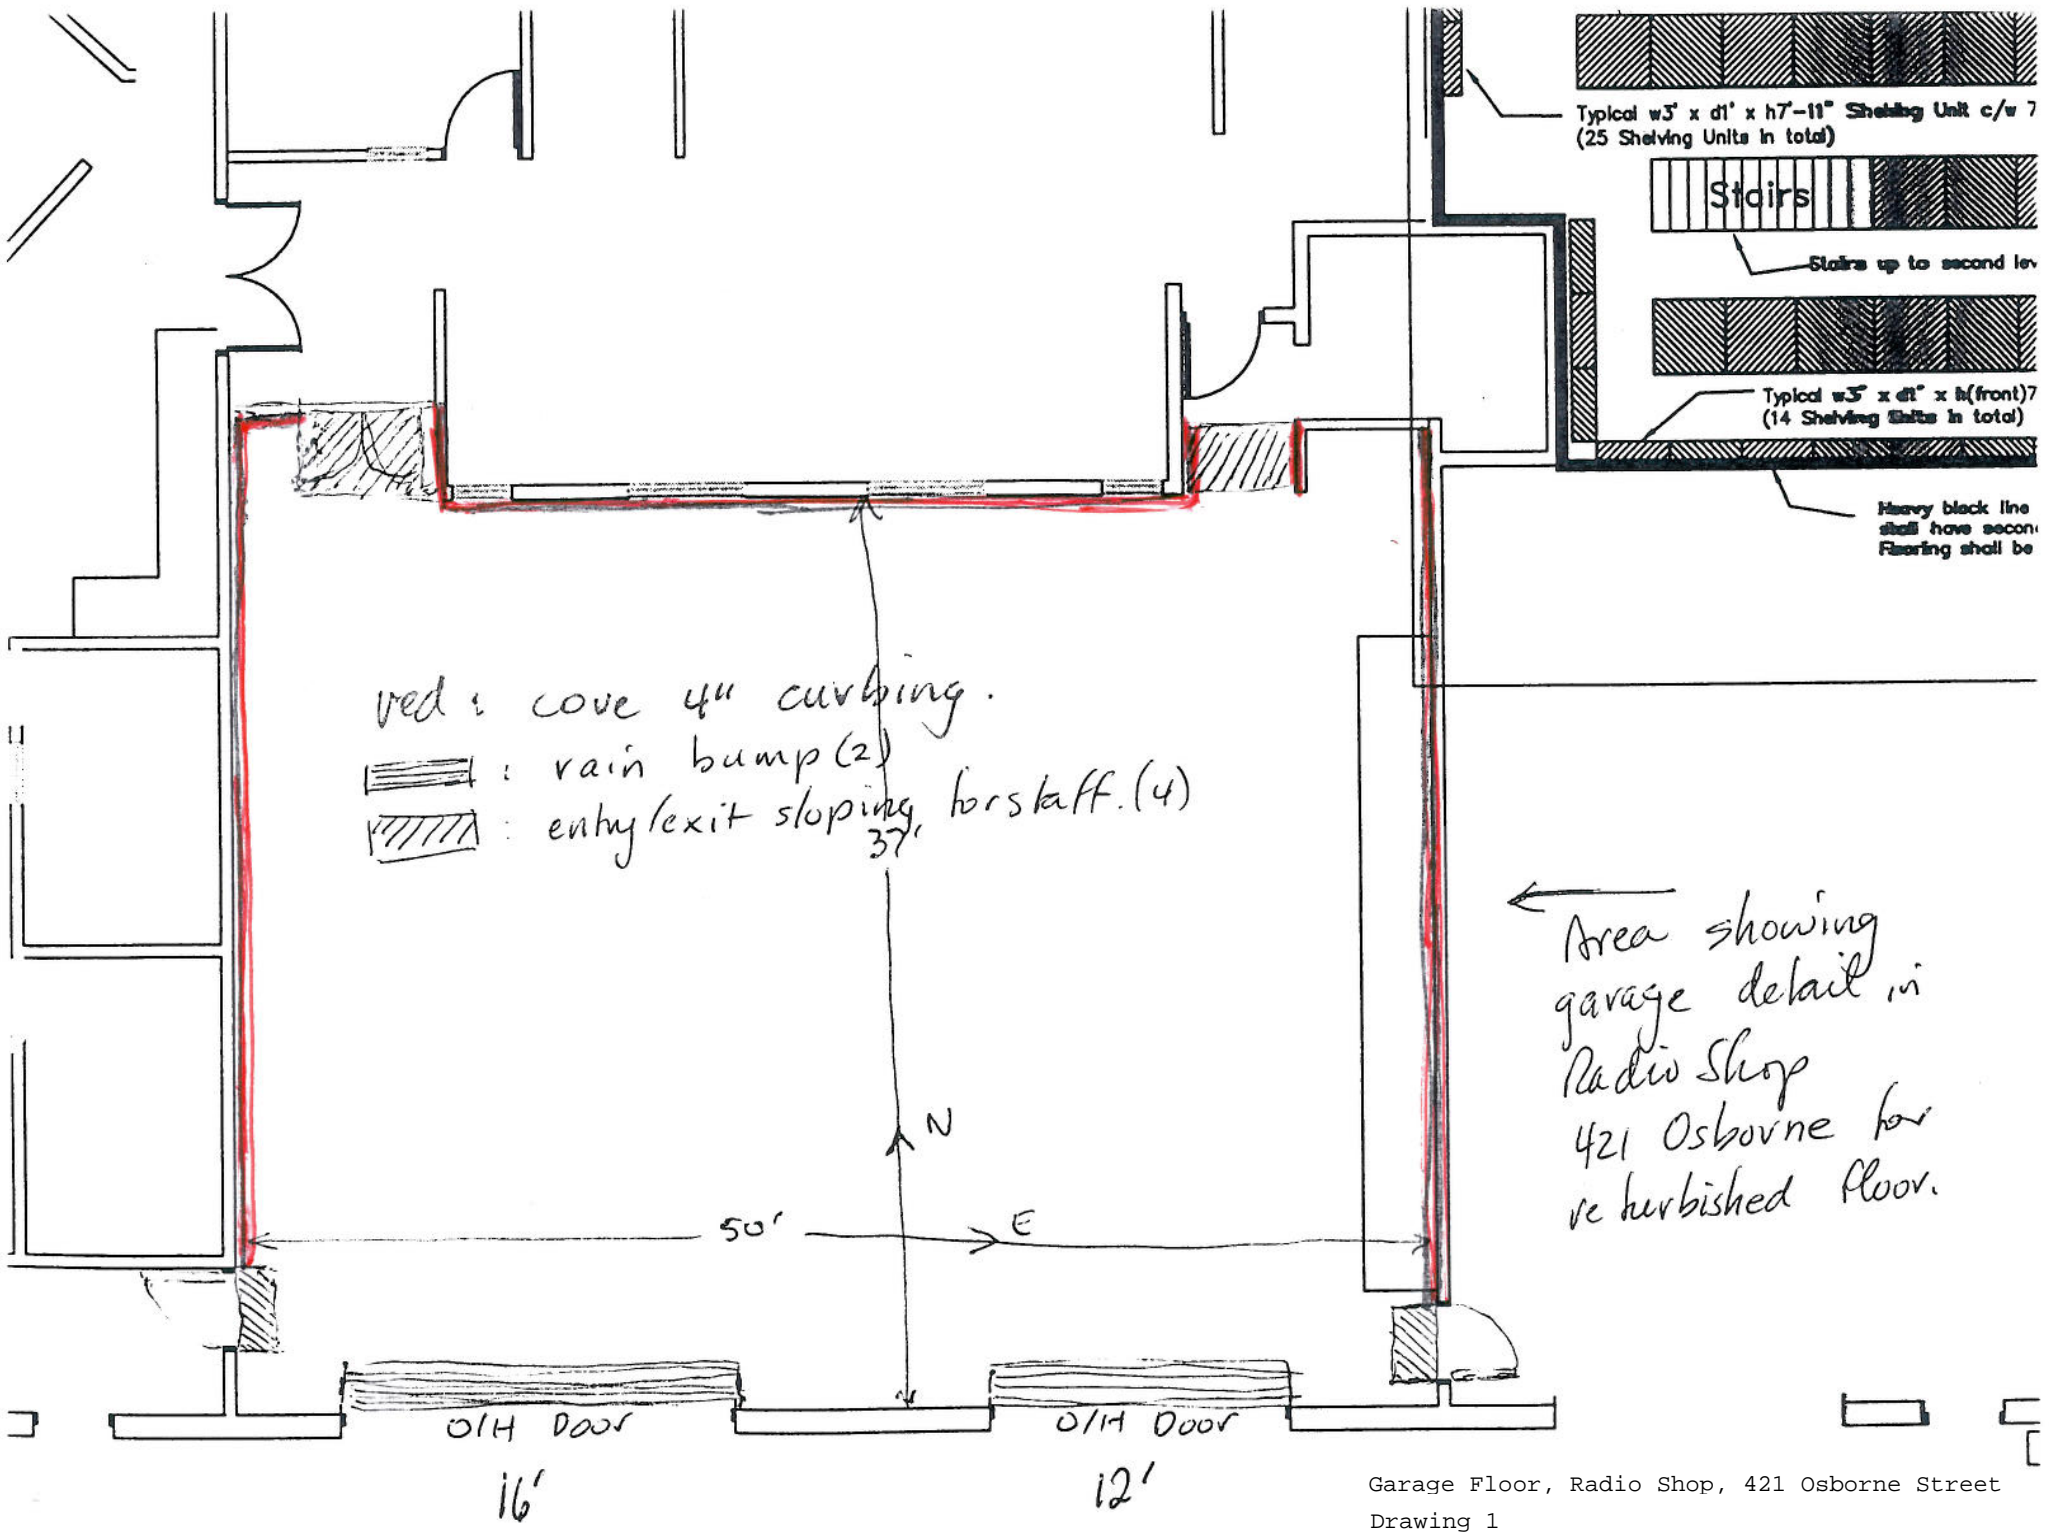 Typical w3' x d1' x h7'-11" Shelving Unit c/w 7
(25 Shelving Units in total)
Stairs
Stairs up to second lev
Typical w3' x d1' x h(front)7
(14 Shelving Units in total)
Heavy black line
shall have secon
Flooring shall be
red : cove 4" curbing.
: rain bump (2)
: entry/exit sloping for staff. (4)
37'
Area showing
garage detail in
Radio Shop
421 Osborne for
refurbished floor.
N
50'
E
O/H Door
O/H Door
16'
12'
Garage Floor, Radio Shop, 421 Osborne Street
Drawing 1